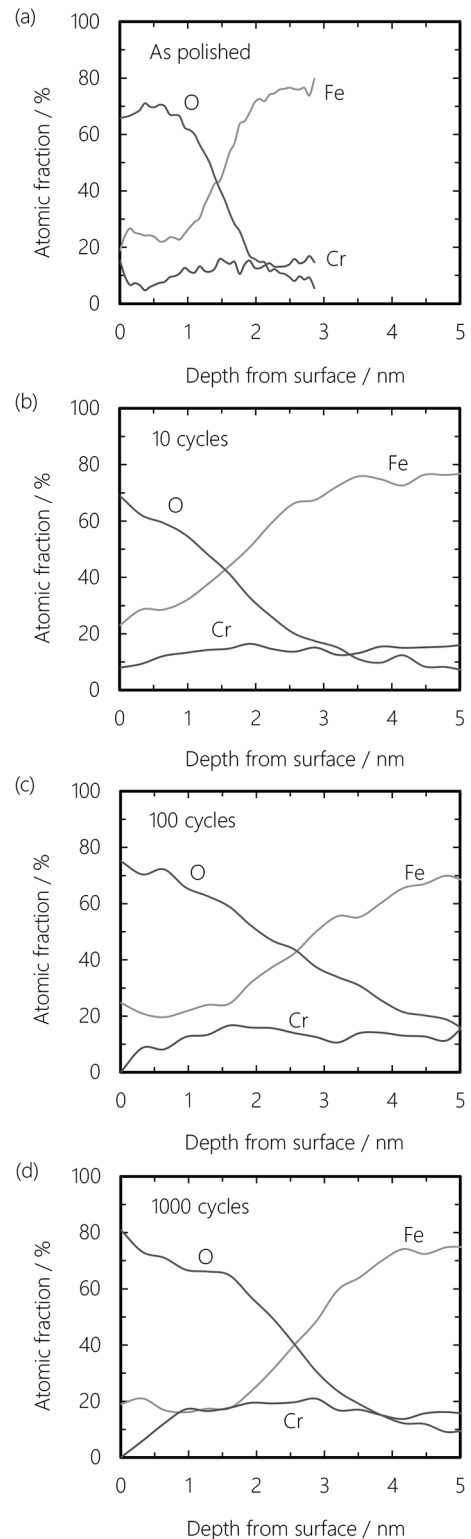 (a)
100
80
60
40
20
0
Atomic fraction / %
As polished
O
Fe
Cr
0 1 2 3 4 5
Depth from surface / nm
(b)
100
80
60
40
20
0
Atomic fraction / %
10 cycles
O
Fe
Cr
0 1 2 3 4 5
Depth from surface / nm
(c)
100
80
60
40
20
0
Atomic fraction / %
100 cycles
O
Fe
Cr
0 1 2 3 4 5
Depth from surface / nm
(d)
100
80
60
40
20
0
Atomic fraction / %
1000 cycles
O
Fe
Cr
0 1 2 3 4 5
Depth from surface / nm